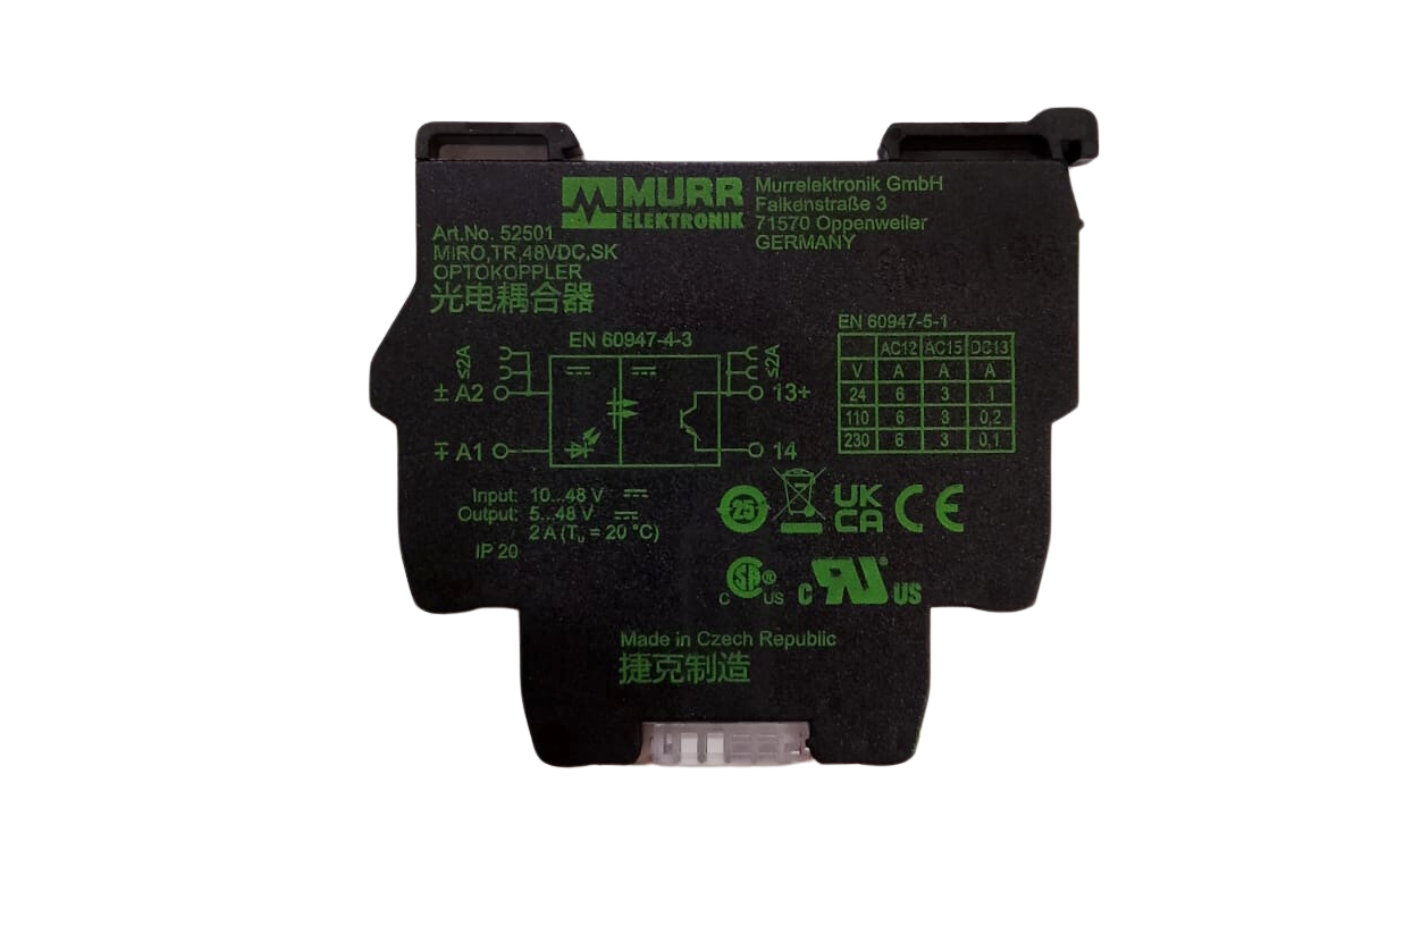 MURR
ELEKTRONIK
Murrelektronik GmbH
Falkenstraße 3
71570 Oppenweiler
GERMANY
Art.No. 52501
MIRO,TR,48VDC,SK
OPTOKOPPLER
光电耦合器
EN 60947-4-3
≤2A
≤2A
± A2
13+
∓ A1
14
EN 60947-5-1
AC12 AC15 DC13
V A A A
24 6 3 1
110 6 3 0,2
230 6 3 0,1
Input: 10...48 V
Output: 5...48 V
2 A (Tu = 20 °C)
IP 20
25
UK
CA
CE
C SA® US
C RU® US
Made in Czech Republic
捷克制造